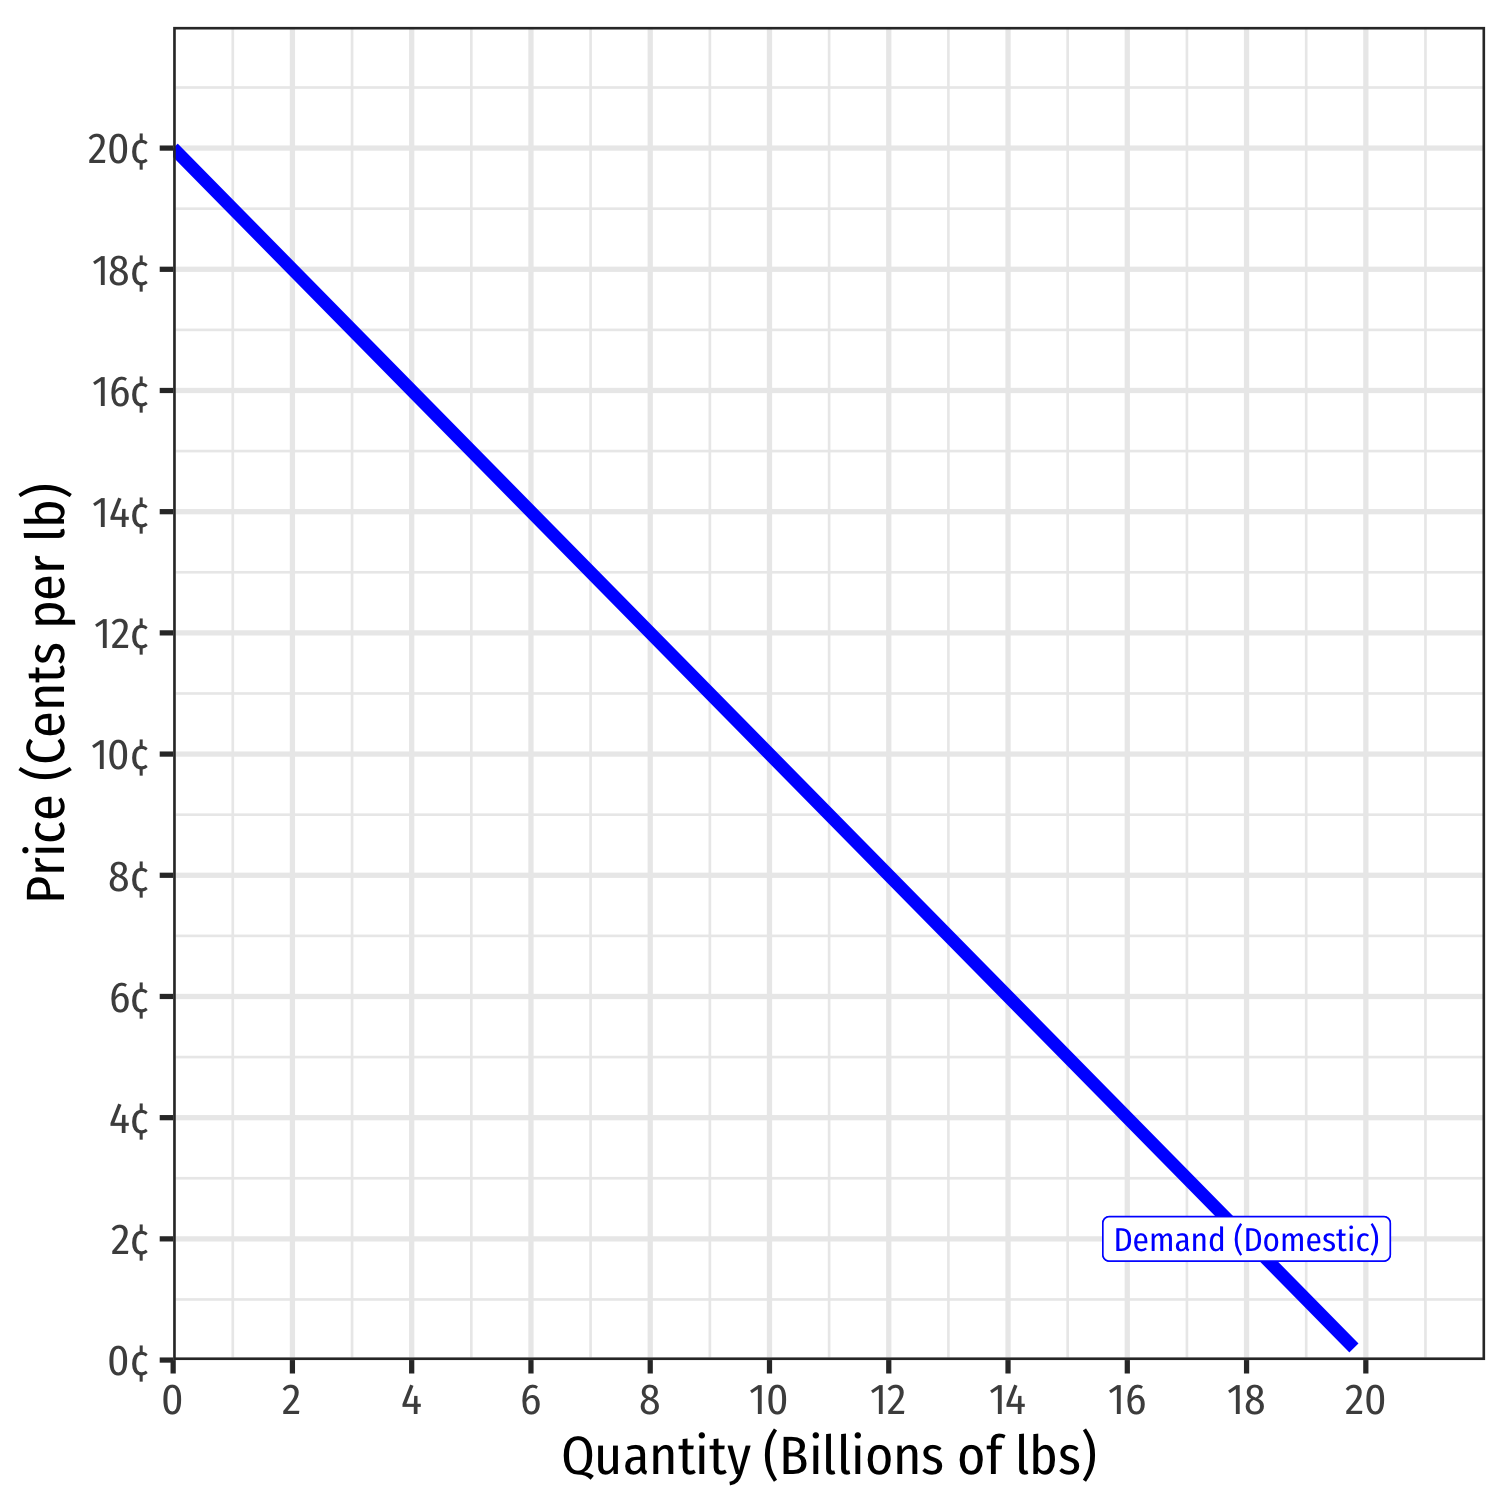 Price (Cents per lb)
20¢
18¢
16¢
14¢
12¢
10¢
8¢
6¢
4¢
2¢
0¢
Demand (Domestic)
0 2 4 6 8 10 12 14 16 18 20
Quantity (Billions of lbs)